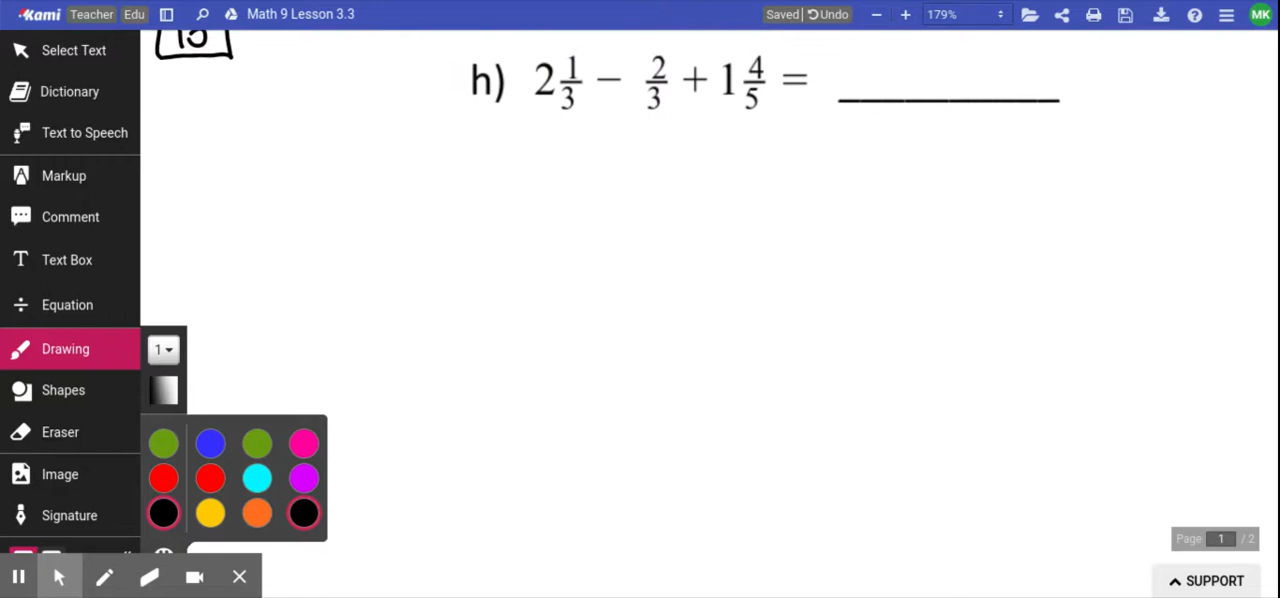 Kami Teacher Edu Math 9 Lesson 3.3 Saved Undo − + 179% MK
15
Select Text
h) 2 1/3 − 2/3 + 1 4/5 = __________
Dictionary
Text to Speech
Markup
Comment
Text Box
Equation
Drawing
1
Shapes
Eraser
Image
Signature
Page 1 / 2
SUPPORT